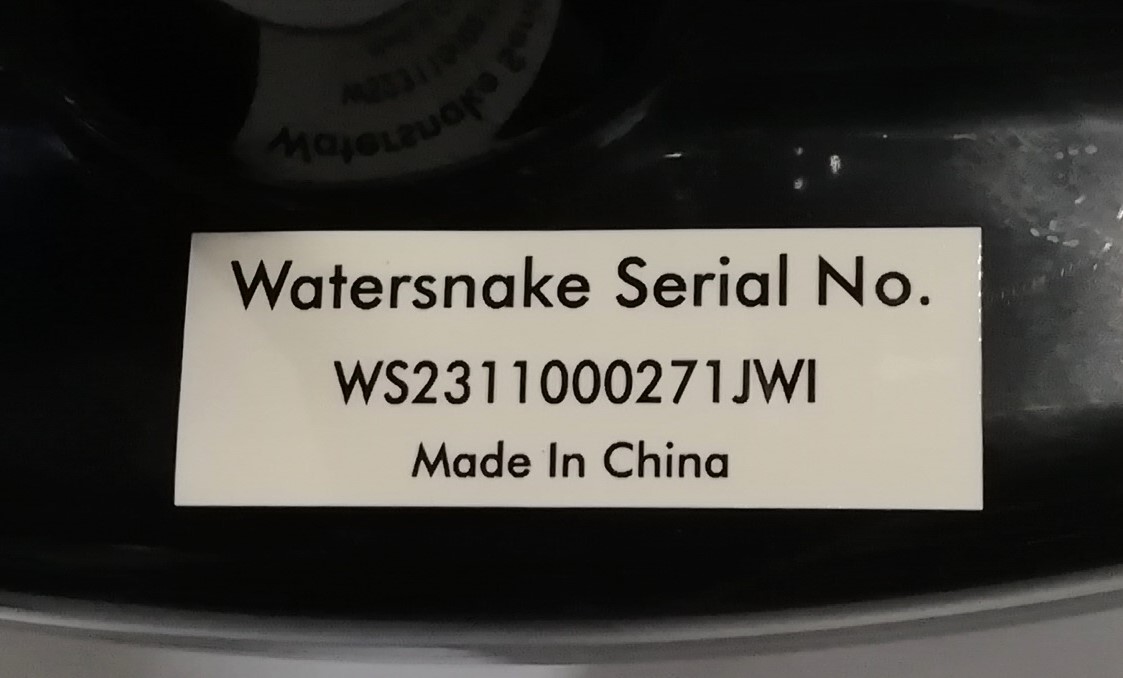 Watersnake Serial No.
WS2311000271JWI
Made In China